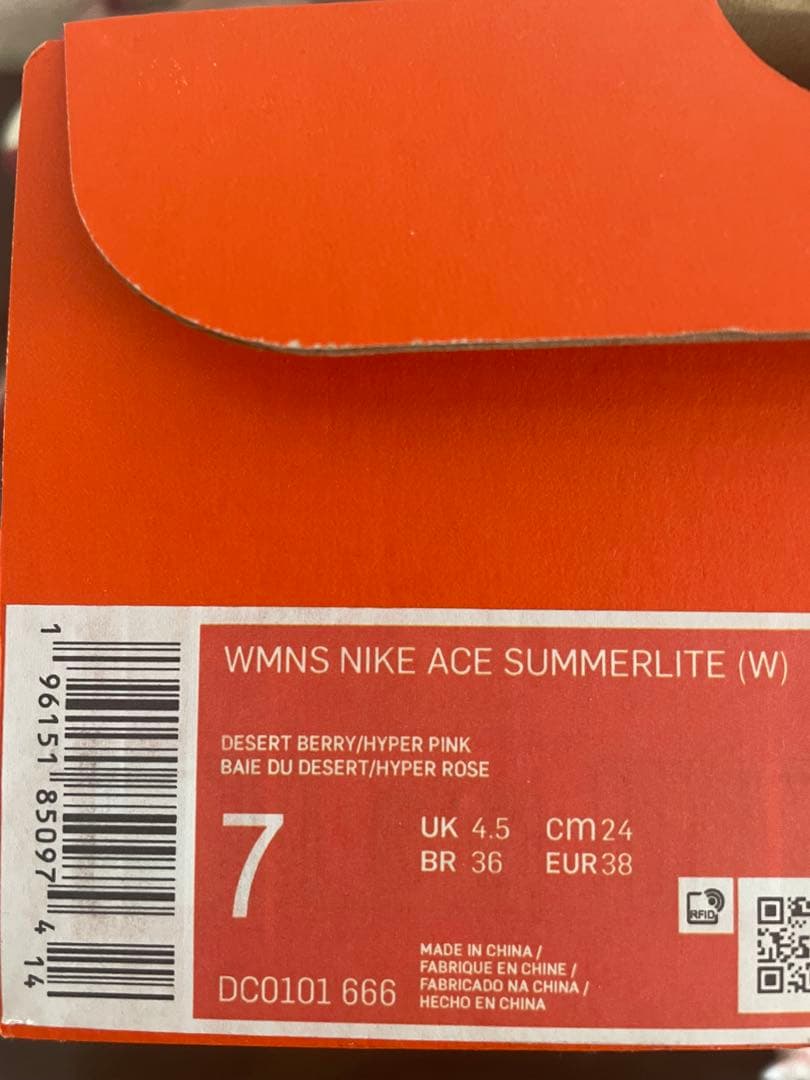 WMNS NIKE ACE SUMMERLITE (W)
DESERT BERRY/HYPER PINK
BAIE DU DESERT/HYPER ROSE
7
UK 4.5 cm 24
BR 36 EUR 38
RFID
DC0101 666
MADE IN CHINA /
FABRIQUE EN CHINE /
FABRICADO NA CHINA /
HECHO EN CHINA
1 96151 85097 4 14